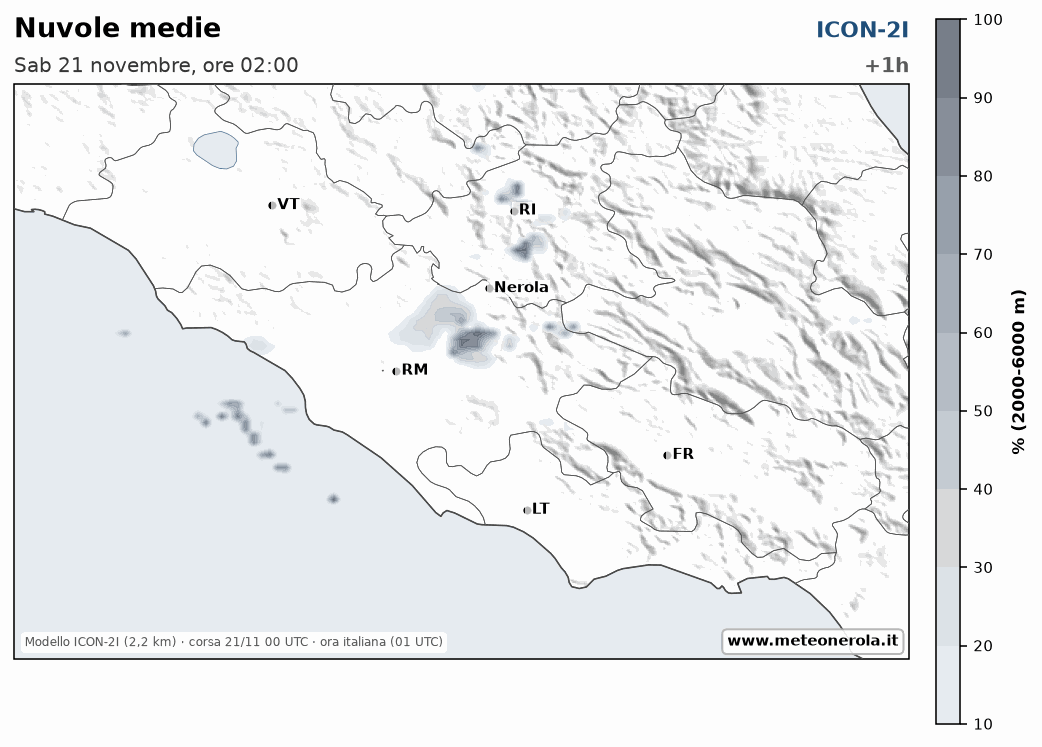 Nuvole medie
ICON-2I
Sab 21 novembre, ore 02:00
+1h
100
90
80
70
60
50
40
30
20
10
% (2000-6000 m)
VT
RI
Nerola
RM
FR
LT
Modello ICON-2I (2,2 km) · corsa 21/11 00 UTC · ora italiana (01 UTC)
www.meteonerola.it